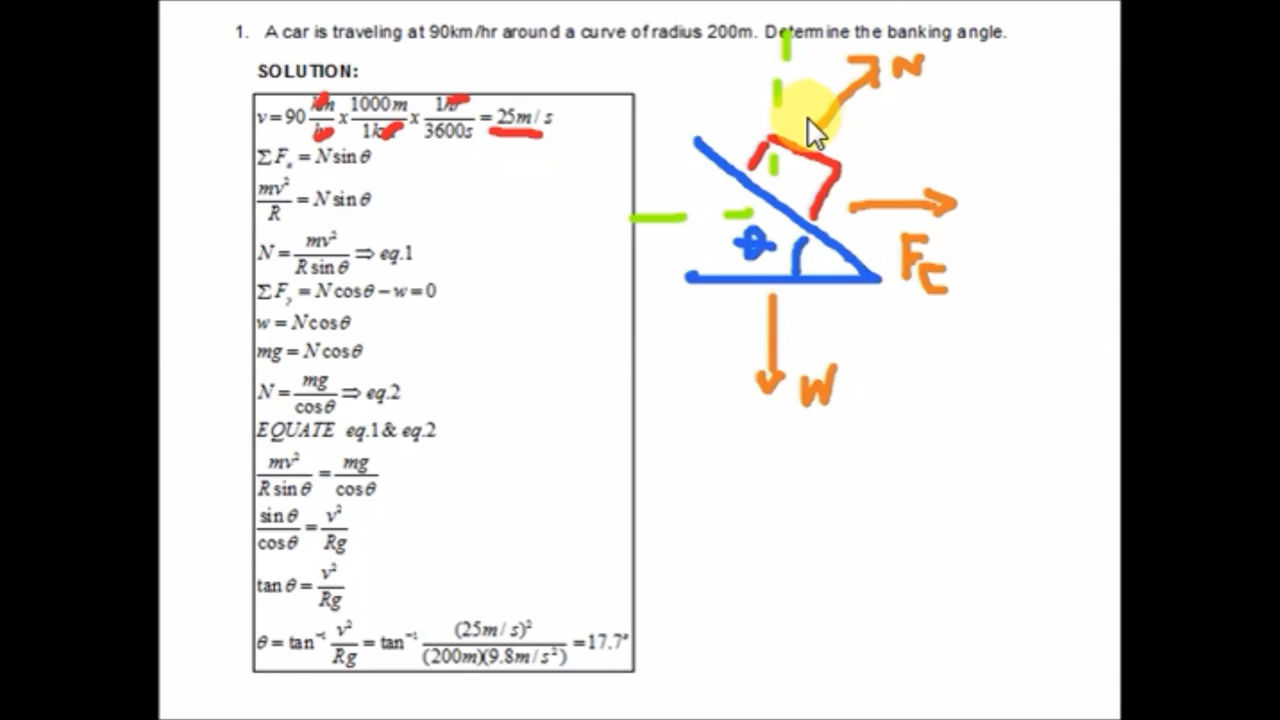 1. A car is traveling at 90km/hr around a curve of radius 200m. Determine the banking angle.
SOLUTION:
v = 90 km/hr x 1000m/1km x 1hr/3600s = 25m/s
ΣFₓ = N sin θ
mv²/R = N sin θ
N = mv²/(R sin θ) ⇒ eq.1
ΣFᵧ = N cos θ − w = 0
w = N cos θ
mg = N cos θ
N = mg/cos θ ⇒ eq.2
EQUATE eq.1 & eq.2
mv²/(R sin θ) = mg/cos θ
sin θ/cos θ = v²/Rg
tan θ = v²/Rg
θ = tan⁻¹ v²/Rg = tan⁻¹ (25m/s)²/(200m)(9.8m/s²) = 17.7°
N
θ
Fc
W